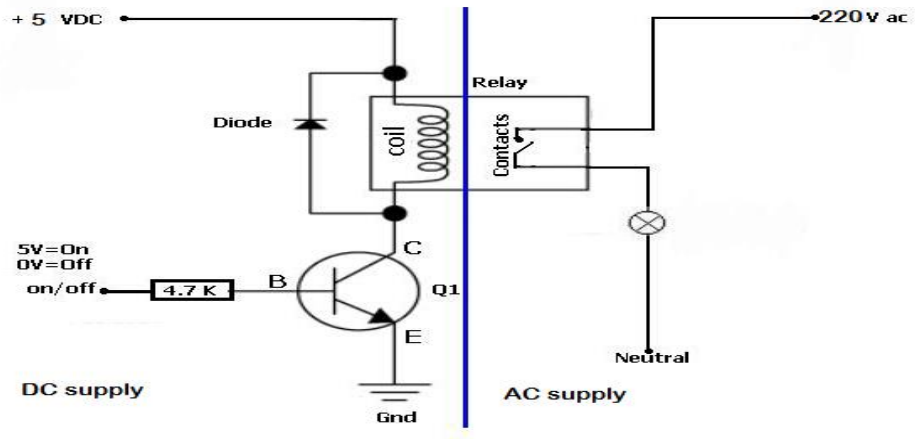 + 5 VDC
220V ac
Relay
Diode
coil
Contacts
5V=On
0V=Off
on/off
4.7 K
B
C
Q1
E
Neutral
DC supply
AC supply
Gnd